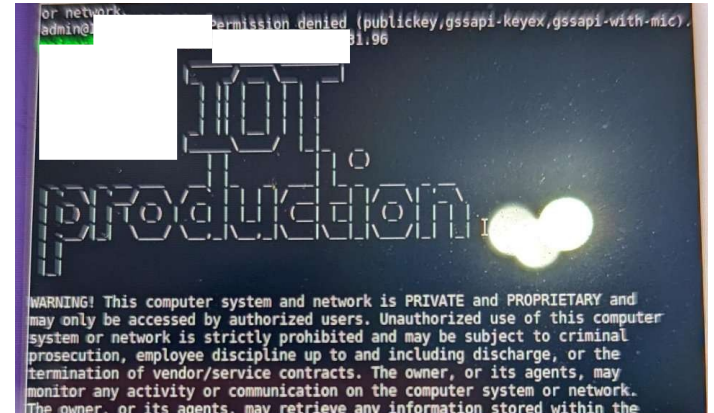 or network.
admin@ Permission denied (publickey,gssapi-keyex,gssapi-with-mic).
31.96
IOT
production
WARNING! This computer system and network is PRIVATE and PROPRIETARY and
may only be accessed by authorized users. Unauthorized use of this computer
system or network is strictly prohibited and may be subject to criminal
prosecution, employee discipline up to and including discharge, or the
termination of vendor/service contracts. The owner, or its agents, may
monitor any activity or communication on the computer system or network.
The owner, or its agents, may retrieve any information stored within the